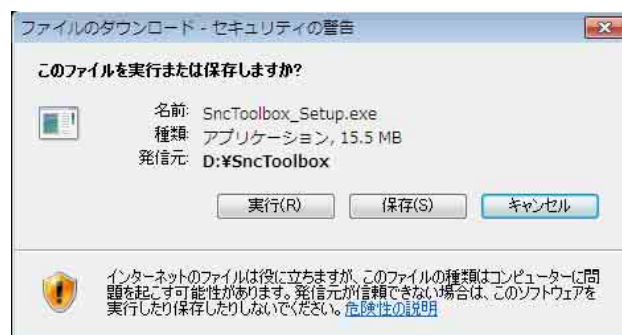 ファイルのダウンロード - セキュリティの警告
このファイルを実行または保存しますか?
名前: SncToolbox_Setup.exe
種類: アプリケーション, 15.5 MB
発信元: D:¥SncToolbox
実行(R) 保存(S) キャンセル
インターネットのファイルは役に立ちますが、このファイルの種類はコンピューターに問
題を起こす可能性があります。発信元が信頼できない場合は、このソフトウェアを
実行したり保存したりしないでください。危険性の説明